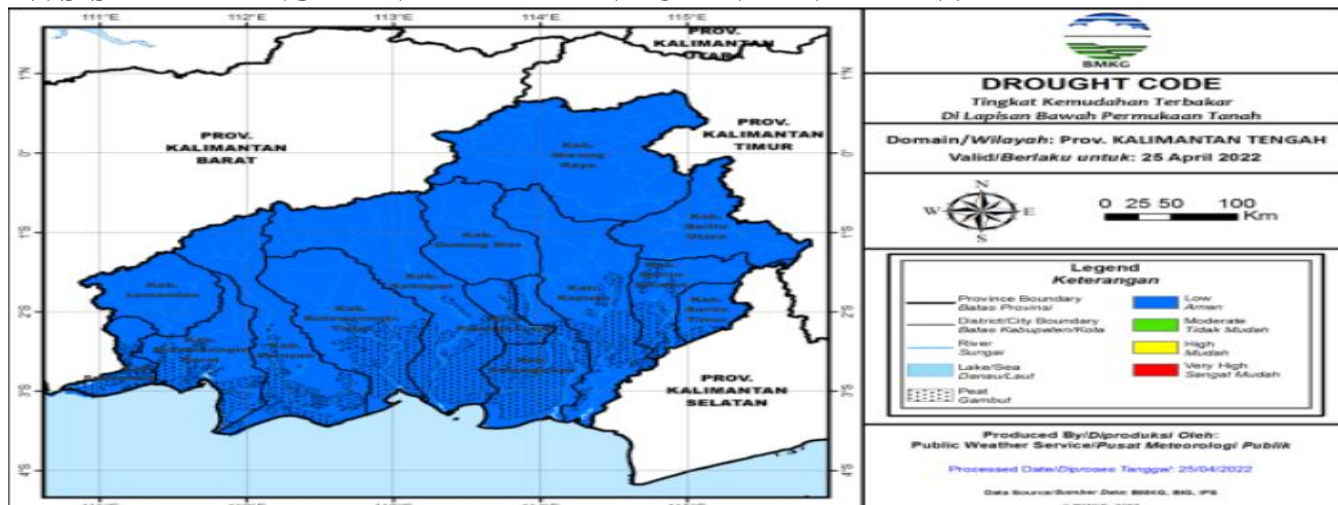 111°E 112°E 113°E 114°E 115°E
1°N
0°
1°S
2°S
3°S
4°S
PROV.
KALIMANTAN
UTARA
PROV.
KALIMANTAN
BARAT
PROV.
KALIMANTAN
TIMUR
PROV.
KALIMANTAN
SELATAN
Kab.
Murung
Raya
Kab.
Barito
Utara
Kab.
Gunung Mas
Kab.
Lamandau
Kab.
Katingan
Kab.
Kapuas
Kab.
Barito
Selatan
Kab.
Barito
Timur
Kab.
Kotawaringin
Timur
Kab.
Seruyan
Kab.
Kotawaringin
Barat
BMKG
DROUGHT CODE
Tingkat Kemudahan Terbakar
Di Lapisan Bawah Permukaan Tanah
Domain/Wilayah: Prov. KALIMANTAN TENGAH
Valid/Berlaku untuk: 25 April 2022
N
W E
S
0 25 50 100
Km
Legend
Keterangan
Province Boundary
Batas Provinsi
District/City Boundary
Batas Kabupaten/Kota
River
Sungai
Lake/Sea
Danau/Laut
Peat
Gambut
Low
Aman
Moderate
Tidak Mudah
High
Mudah
Very High
Sangat Mudah
Produced By/Diproduksi Oleh:
Public Weather Service/Pusat Meteorologi Publik
Processed Date/Diproses Tanggal: 25/04/2022
Data Source/Sumber Data: BMKG, BIG,